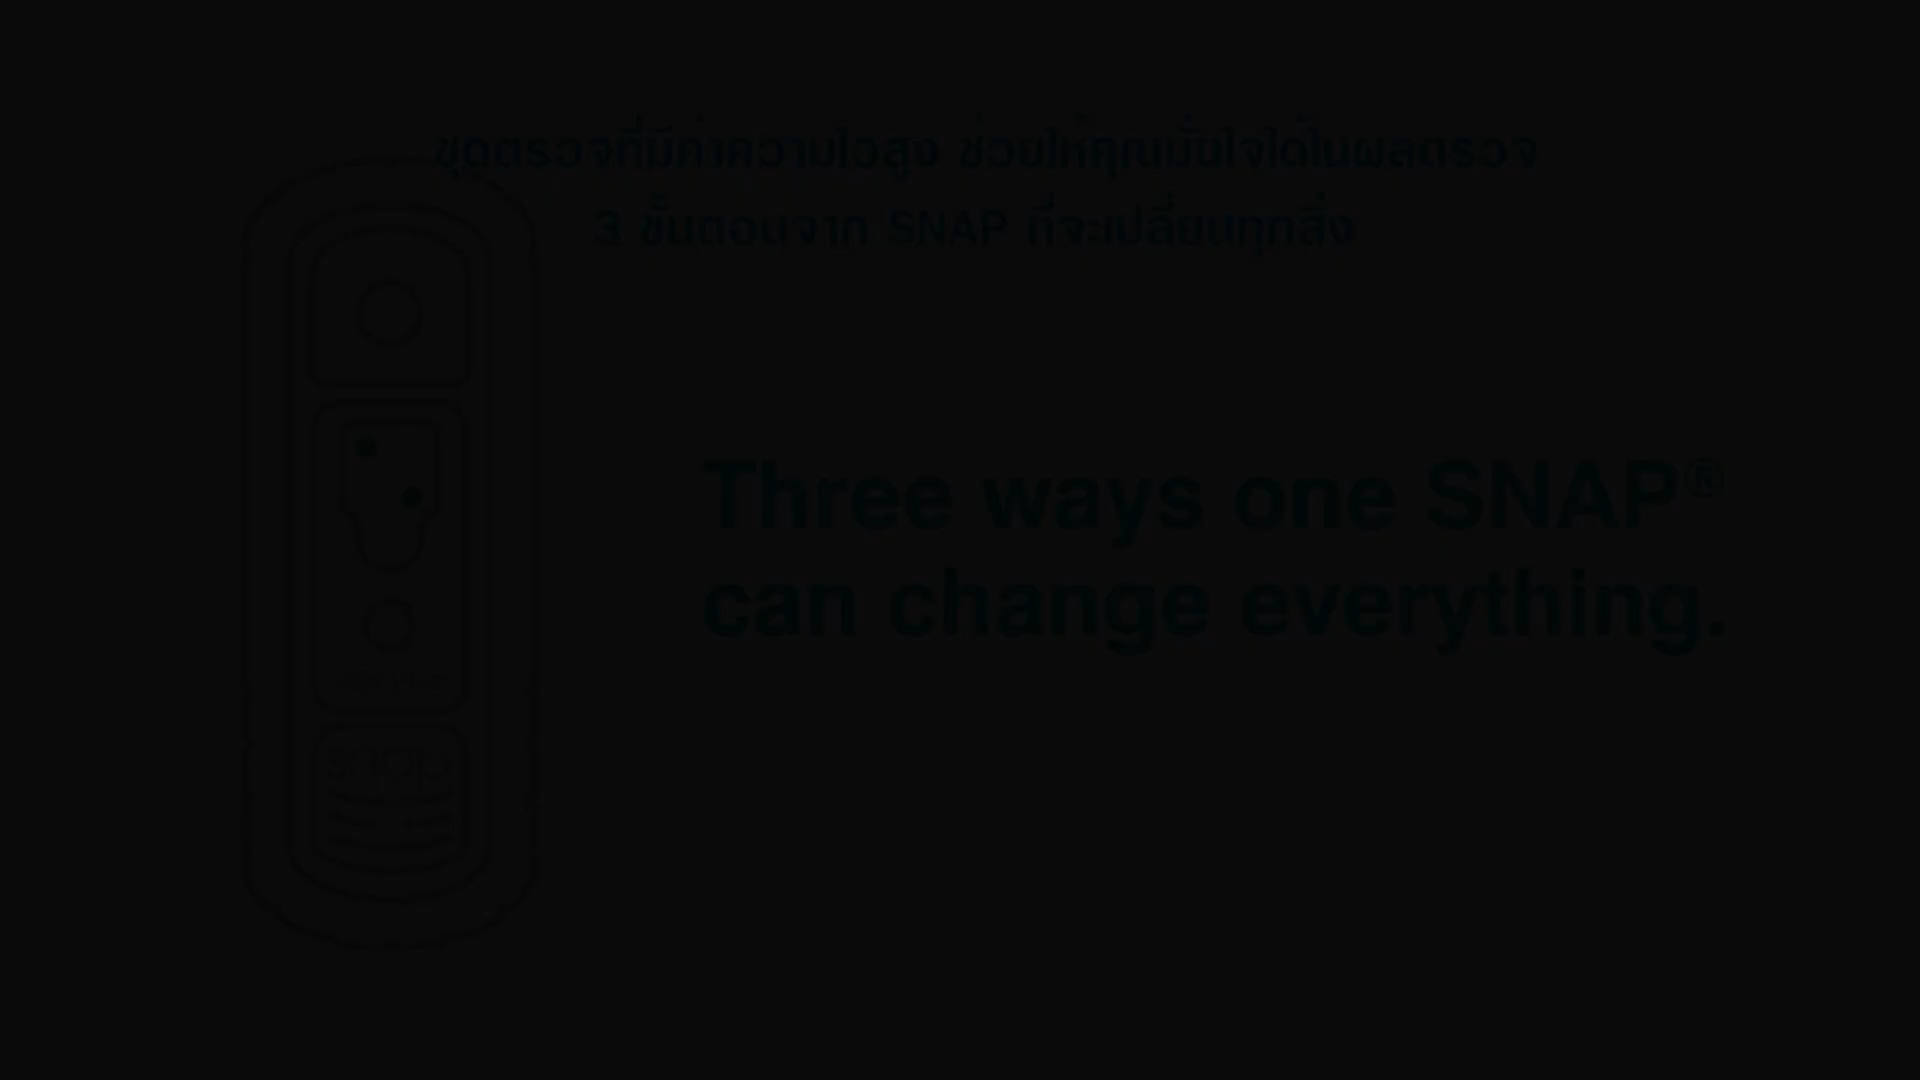 ชุดตรวจที่มีค่าความไวสูง ช่วยให้คุณมั่นใจได้ในผลตรวจ
3 ขั้นตอนจาก SNAP ที่จะเปลี่ยนทุกสิ่ง
Three ways one SNAP®
can change everything.
snap